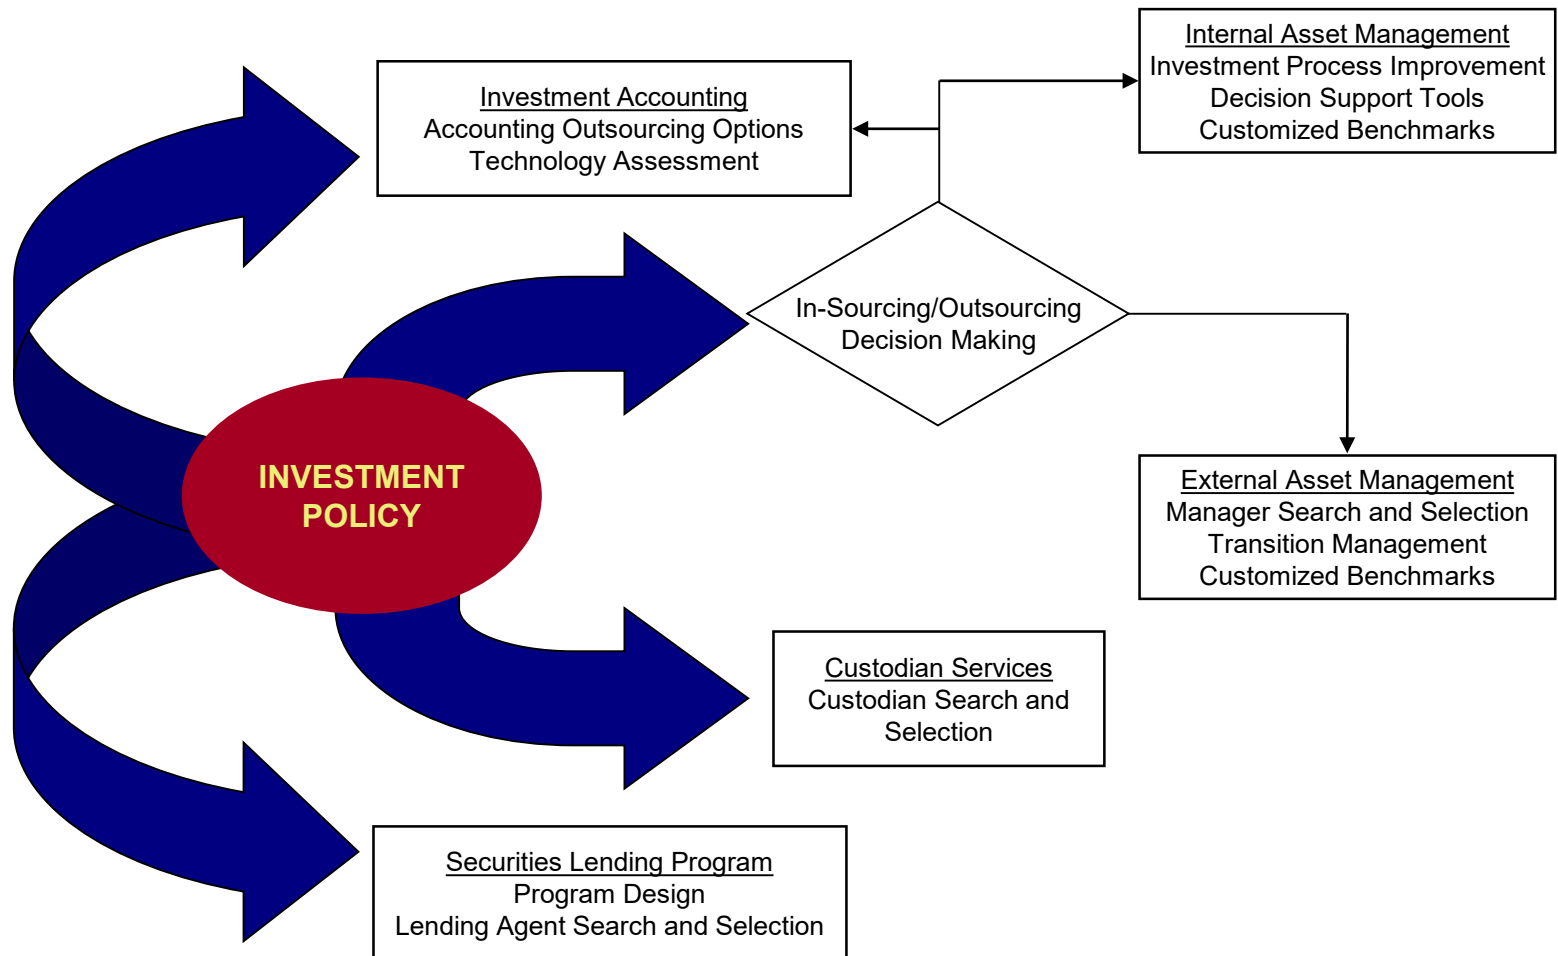 Internal Asset Management
Investment Process Improvement
Decision Support Tools
Customized Benchmarks
Investment Accounting
Accounting Outsourcing Options
Technology Assessment
In-Sourcing/Outsourcing
Decision Making
INVESTMENT
POLICY
External Asset Management
Manager Search and Selection
Transition Management
Customized Benchmarks
Custodian Services
Custodian Search and
Selection
Securities Lending Program
Program Design
Lending Agent Search and Selection